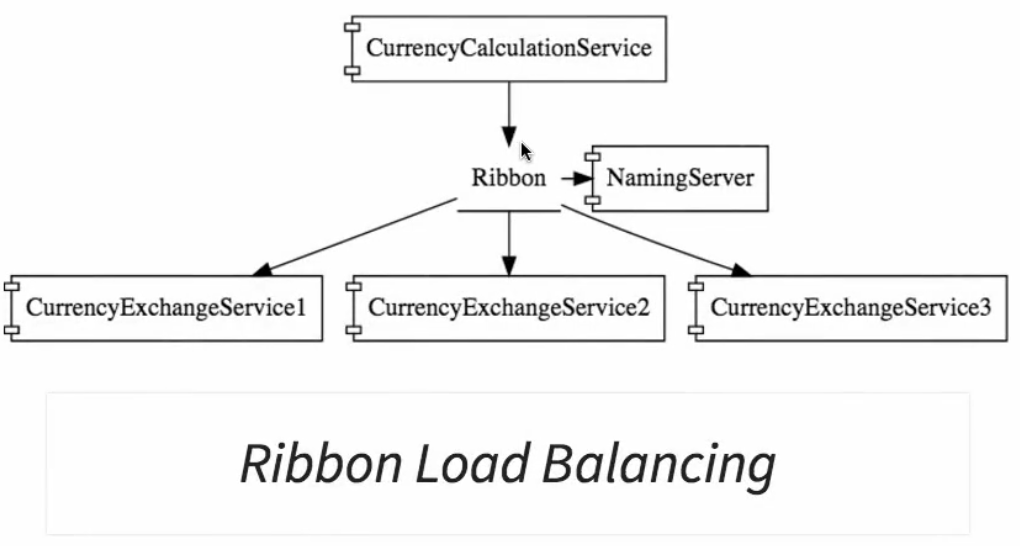 CurrencyCalculationService
Ribbon
NamingServer
CurrencyExchangeService1
CurrencyExchangeService2
CurrencyExchangeService3
Ribbon Load Balancing